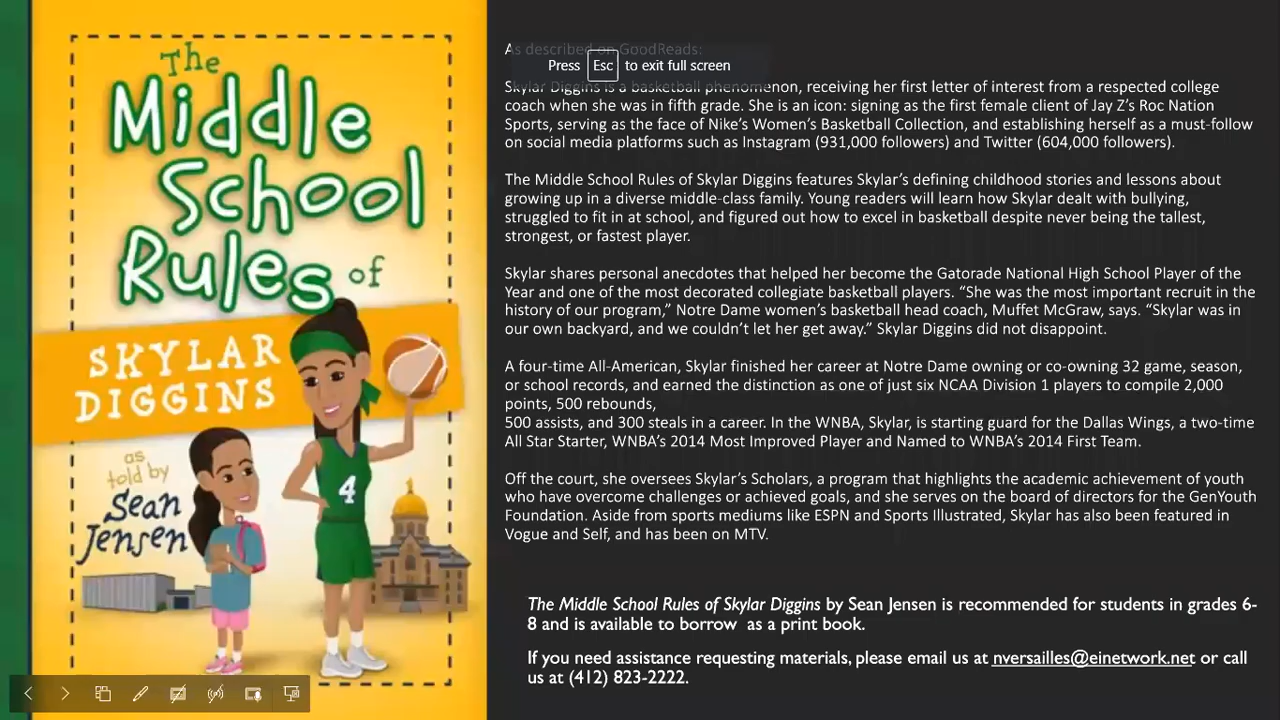 The
Middle
School
Rules of
SKYLAR
DIGGINS
as
told by
Sean
Jensen
4
As described on GoodReads:
Press Esc to exit full screen
Skylar Diggins is a basketball phenomenon, receiving her first letter of interest from a respected college
coach when she was in fifth grade. She is an icon: signing as the first female client of Jay Z’s Roc Nation
Sports, serving as the face of Nike’s Women’s Basketball Collection, and establishing herself as a must-follow
on social media platforms such as Instagram (931,000 followers) and Twitter (604,000 followers).
The Middle School Rules of Skylar Diggins features Skylar’s defining childhood stories and lessons about
growing up in a diverse middle-class family. Young readers will learn how Skylar dealt with bullying,
struggled to fit in at school, and figured out how to excel in basketball despite never being the tallest,
strongest, or fastest player.
Skylar shares personal anecdotes that helped her become the Gatorade National High School Player of the
Year and one of the most decorated collegiate basketball players. “She was the most important recruit in the
history of our program,” Notre Dame women’s basketball head coach, Muffet McGraw, says. “Skylar was in
our own backyard, and we couldn’t let her get away.” Skylar Diggins did not disappoint.
A four-time All-American, Skylar finished her career at Notre Dame owning or co-owning 32 game, season,
or school records, and earned the distinction as one of just six NCAA Division 1 players to compile 2,000
points, 500 rebounds,
500 assists, and 300 steals in a career. In the WNBA, Skylar, is starting guard for the Dallas Wings, a two-time
All Star Starter, WNBA’s 2014 Most Improved Player and Named to WNBA’s 2014 First Team.
Off the court, she oversees Skylar’s Scholars, a program that highlights the academic achievement of youth
who have overcome challenges or achieved goals, and she serves on the board of directors for the GenYouth
Foundation. Aside from sports mediums like ESPN and Sports Illustrated, Skylar has also been featured in
Vogue and Self, and has been on MTV.
The Middle School Rules of Skylar Diggins by Sean Jensen is recommended for students in grades 6-
8 and is available to borrow as a print book.
If you need assistance requesting materials, please email us at nversailles@einetwork.net or call
us at (412) 823-2222.